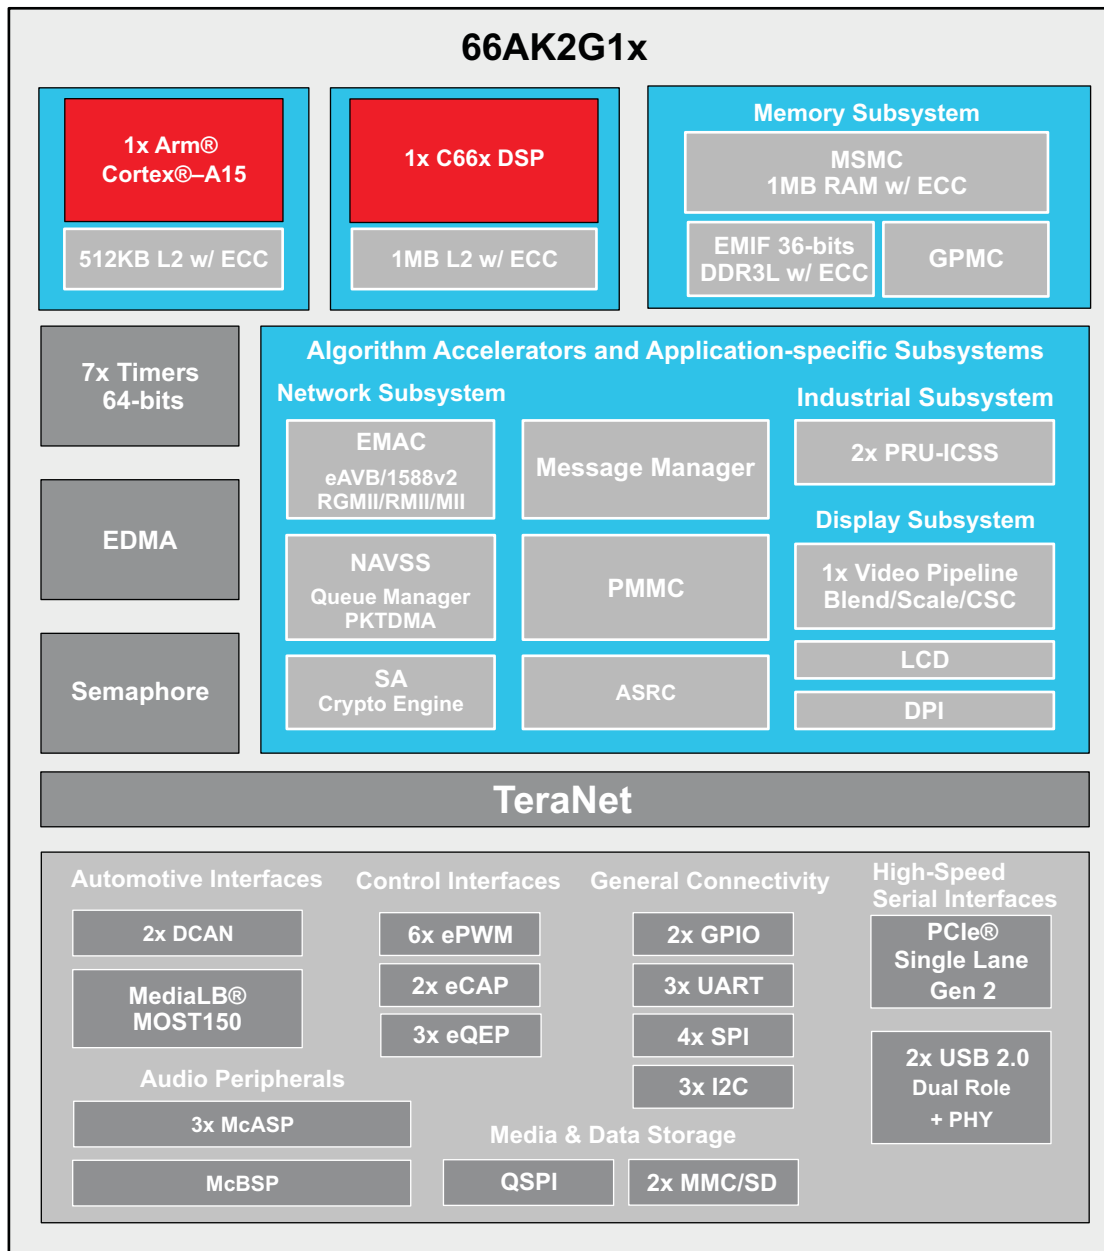 66AK2G1x
1x Arm®
Cortex®–A15
512KB L2 w/ ECC
1x C66x DSP
1MB L2 w/ ECC
Memory Subsystem
MSMC
1MB RAM w/ ECC
EMIF 36-bits
DDR3L w/ ECC
GPMC
7x Timers
64-bits
EDMA
Semaphore
Algorithm Accelerators and Application-specific Subsystems
Network Subsystem
EMAC
eAVB/1588v2
RGMII/RMII/MII
NAVSS
Queue Manager
PKTDMA
SA
Crypto Engine
Message Manager
PMMC
ASRC
Industrial Subsystem
2x PRU-ICSS
Display Subsystem
1x Video Pipeline
Blend/Scale/CSC
LCD
DPI
TeraNet
Automotive Interfaces
2x DCAN
MediaLB®
MOST150
Control Interfaces
6x ePWM
2x eCAP
3x eQEP
General Connectivity
2x GPIO
3x UART
4x SPI
3x I2C
High-Speed
Serial Interfaces
PCIe®
Single Lane
Gen 2
2x USB 2.0
Dual Role
+ PHY
Audio Peripherals
3x McASP
McBSP
Media & Data Storage
QSPI
2x MMC/SD